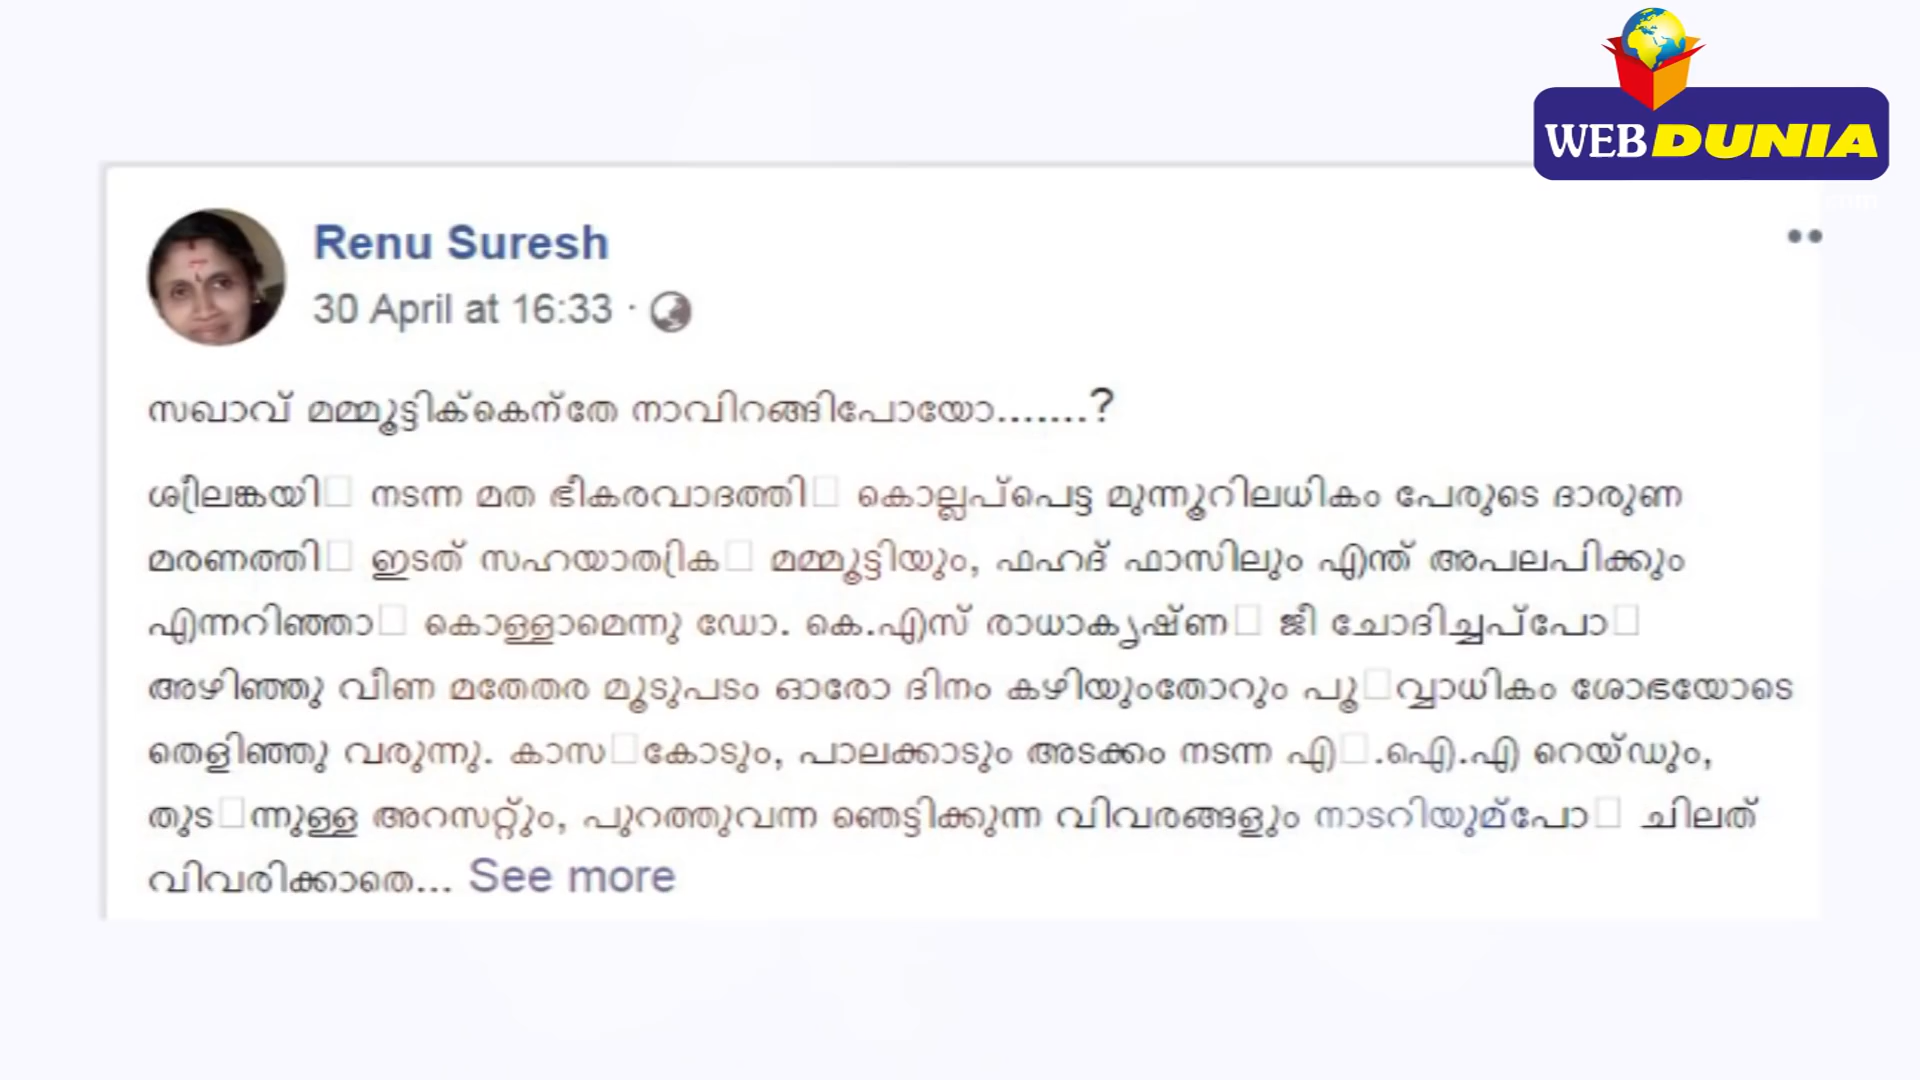 WEBDUNIA
Renu Suresh
30 April at 16:33 ·
സഖാവ് മമ്മൂട്ടിക്കെന്തേ നാവിറങ്ങിപോയോ.......?
ശ്രീലങ്കയി□ നടന്ന മത ഭീകരവാദത്തി□ കൊല്ലപ്പെട്ട മുന്നൂറിലധികം പേരുടെ ദാരുണ
മരണത്തി□ ഇടത് സഹയാത്രിക□ മമ്മൂട്ടിയും, ഫഹദ് ഫാസിലും എന്ത് അപലപിക്കും
എന്നറിഞ്ഞാ□ കൊള്ളാമെന്നു ഡോ. കെ.എസ് രാധാകൃഷ്ണ□ ജീ ചോദിച്ചപ്പോ□
അഴിഞ്ഞു വീണ മതേതര മൂടുപടം ഓരോ ദിനം കഴിയുംതോറും പൂ□വ്വാധികം ശോഭയോടെ
തെളിഞ്ഞു വരുന്നു. കാസ□കോടും, പാലക്കാടും അടക്കം നടന്ന എ□.ഐ.എ റെയ്ഡും,
തുട□ന്നുള്ള അറസറ്റും, പുറത്തുവന്ന ഞെട്ടിക്കുന്ന വിവരങ്ങളും നാടറിയുമ്പോ□ ചിലത്
വിവരിക്കാതെ... See more